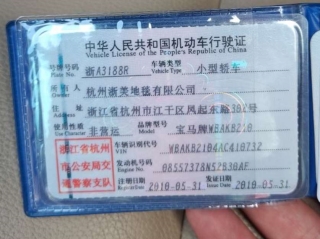 中华人民共和国机动车行驶证
Vehicle License of the People's Republic of China
号牌号码 浙A3188R 车辆类型 小型轿车
Plate No. Vehicle Type
所有人 杭州浙美地毯有限公司
Owner
住址 浙江省杭州市江干区凤起东路302号
Address
使用性质 非营运 品牌型号 宝马牌WBAKB210
浙江省杭州 车辆识别代号 WBAKB2104AC410732
VIN
市公安局交 发动机号码 08557378N52B30AF
Engine No.
通警察支队 注册日期 2010-05-31 发证日期 2010-05-31
Register Date Issue Date